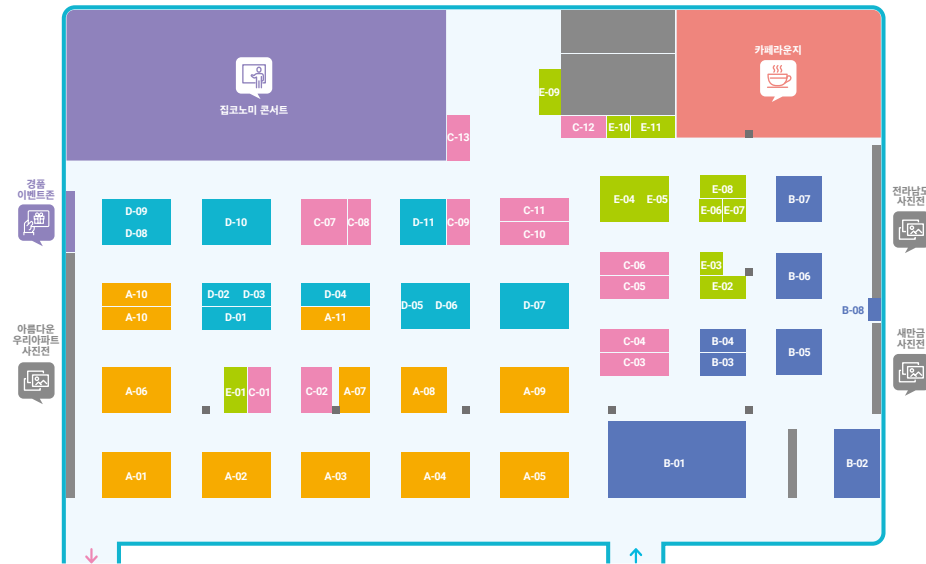 카페라운지
집코노미 콘서트
E-09
C-13
C-12
E-10
E-11
경품
이벤트존
전라남도
사진전
D-09
D-08
D-10
C-07
C-08
D-11
C-09
C-11
C-10
E-04
E-05
E-08
E-06
E-07
B-07
C-06
C-05
E-03
E-02
B-06
A-10
A-10
D-02
D-03
D-01
D-04
A-11
D-05
D-06
D-07
B-08
아름다운
우리아파트
사진전
C-04
C-03
B-04
B-03
B-05
새만금
사진전
A-06
E-01
C-01
C-02
A-07
A-08
A-09
A-01
A-02
A-03
A-04
A-05
B-01
B-02